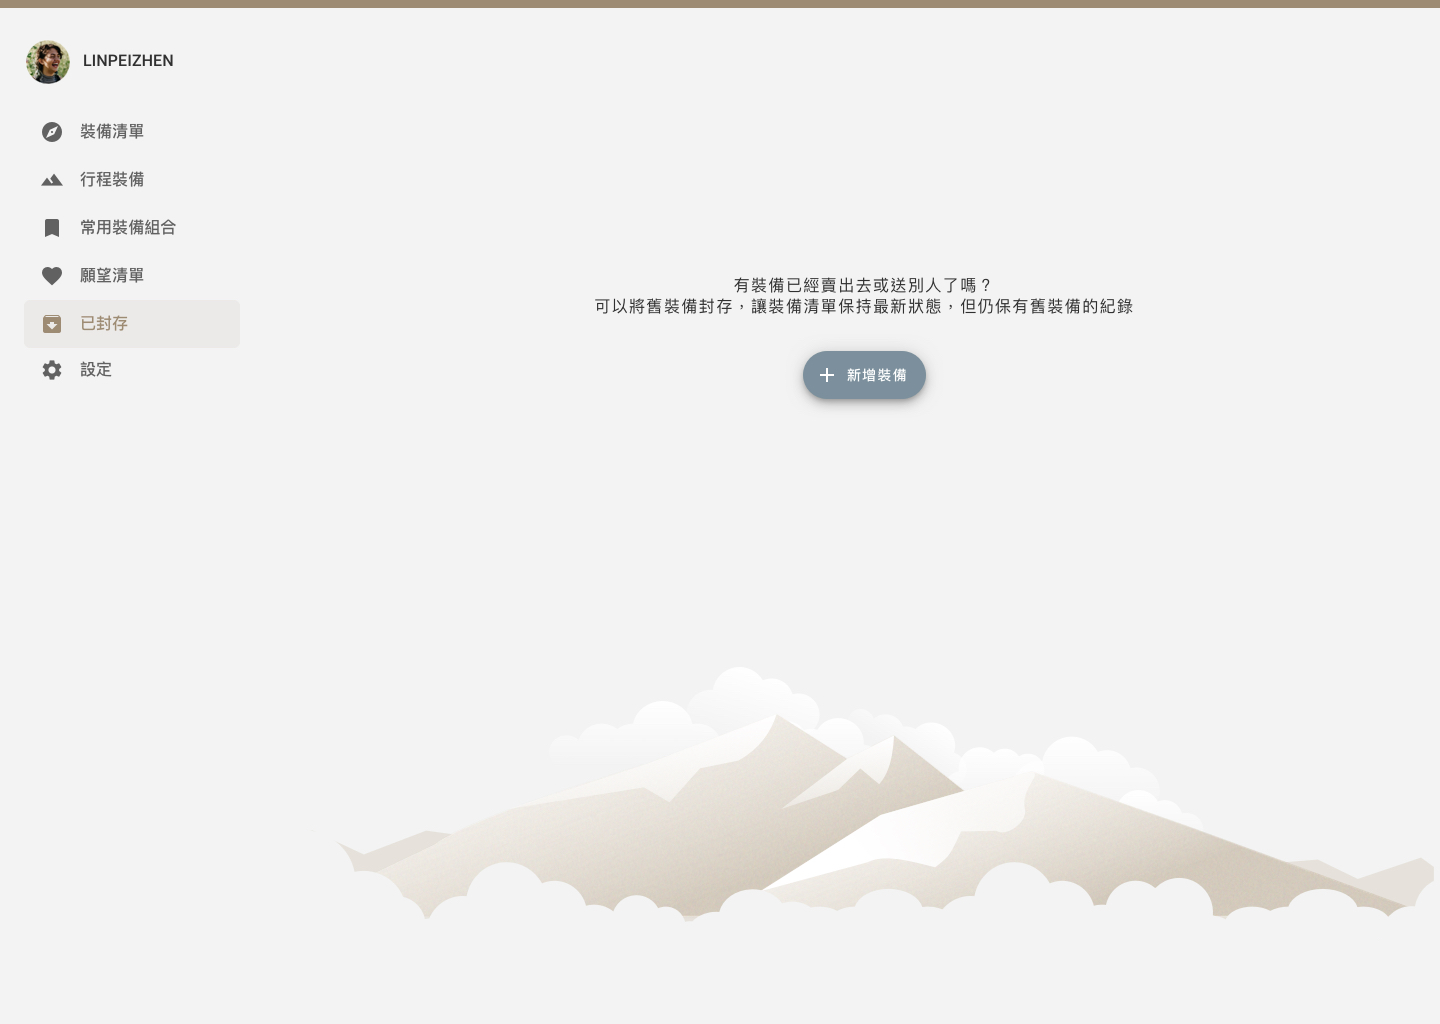 LINPEIZHEN
裝備清單
行程裝備
常用裝備組合
願望清單
已封存
設定
有裝備已經賣出去或送別人了嗎？
可以將舊裝備封存，讓裝備清單保持最新狀態，但仍保有舊裝備的紀錄
新增裝備